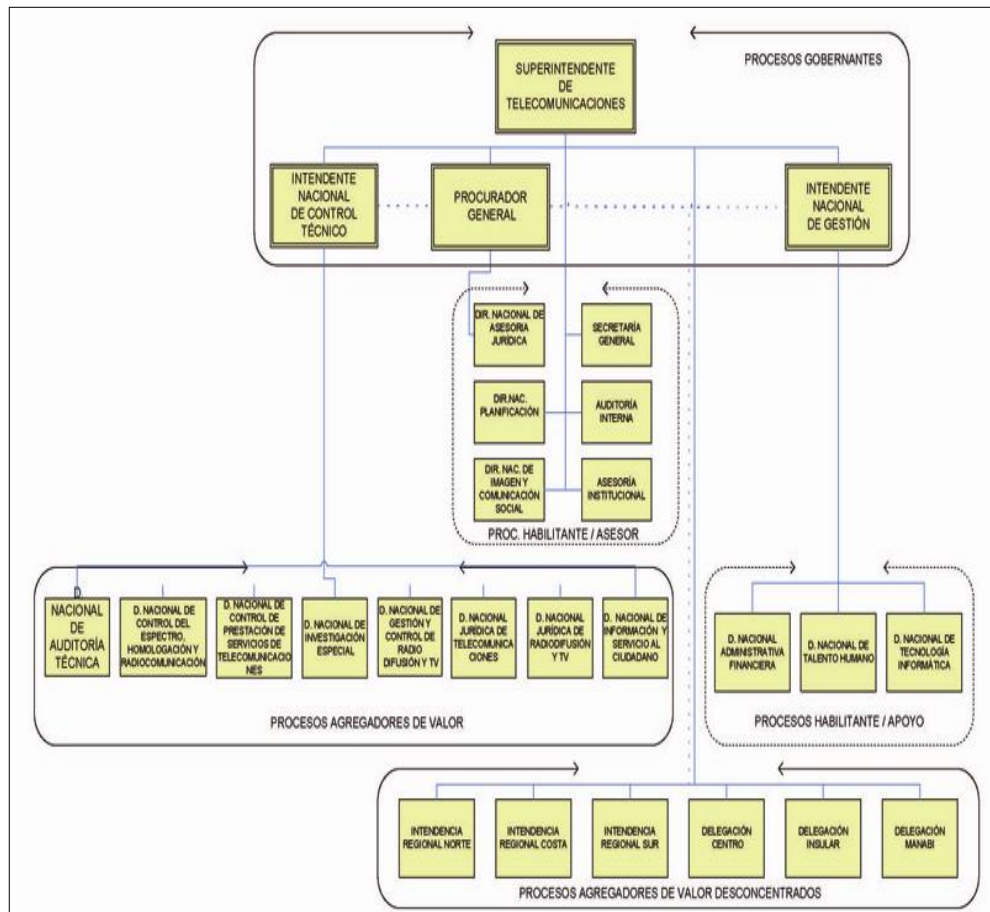 PROCESOS GOBERNANTES
SUPERINTENDENTE
DE
TELECOMUNICACIONES
INTENDENTE
NACIONAL
DE CONTROL
TÉCNICO
PROCURADOR
GENERAL
INTENDENTE
NACIONAL
DE GESTIÓN
DIR. NACIONAL DE
ASESORIA
JURÍDICA
SECRETARÍA
GENERAL
DIR.NAC.
PLANIFICACIÓN
AUDITORÍA
INTERNA
DIR. NAC. DE
IMAGEN Y
COMUNICACIÓN
SOCIAL
ASESORÍA
INSTITUCIONAL
PROC. HABILITANTE / ASESOR
D.
NACIONAL
DE
AUDITORÍA
TÉCNICA
D. NACIONAL DE
CONTROL DEL
ESPECTRO,
HOMOLOGACIÓN Y
RADIOCOMUNICACIÓN
D. NACIONAL DE
CONTROL DE
PRESTACIÓN DE
SERVICIOS DE
TELECOMUNICACIO
NES
D. NACIONAL DE
INVESTIGACIÓN
ESPECIAL
D. NACIONAL DE
GESTIÓN Y
CONTROL DE
RADIO
DIFUSIÓN Y TV
D. NACIONAL
JURÍDICA DE
TELECOMUNICA
CIONES
D. NACIONAL
JURÍDICA DE
RADIODIFUSIÓN
Y TV
D. NACIONAL DE
INFORMACIÓN Y
SERVICIO AL
CIUDADANO
PROCESOS AGREGADORES DE VALOR
D. NACIONAL
ADMINISTRATIVA
FINANCIERA
D. NACIONAL DE
TALENTO HUMANO
D. NACIONAL DE
TECNOLOGÍA
INFORMÁTICA
PROCESOS HABILITANTE / APOYO
INTENDENCIA
REGIONAL NORTE
INTENDENCIA
REGIONAL COSTA
INTENDENCIA
REGIONAL SUR
DELEGACIÓN
CENTRO
DELEGACIÓN
INSULAR
DELEGACIÓN
MANABI
PROCESOS AGREGADORES DE VALOR DESCONCENTRADOS